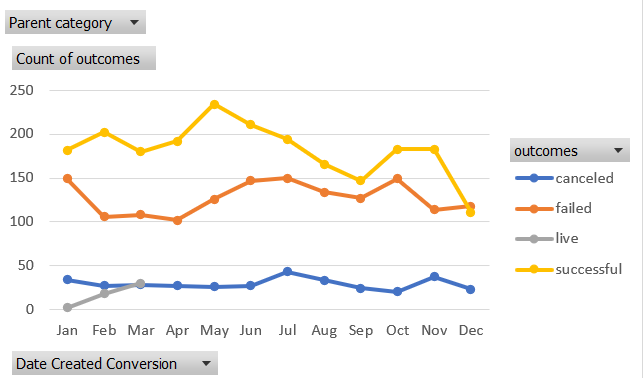 Parent category
Count of outcomes
250
200
150
100
50
0
Jan Feb Mar Apr May Jun Jul Aug Sep Oct Nov Dec
outcomes
canceled
failed
live
successful
Date Created Conversion